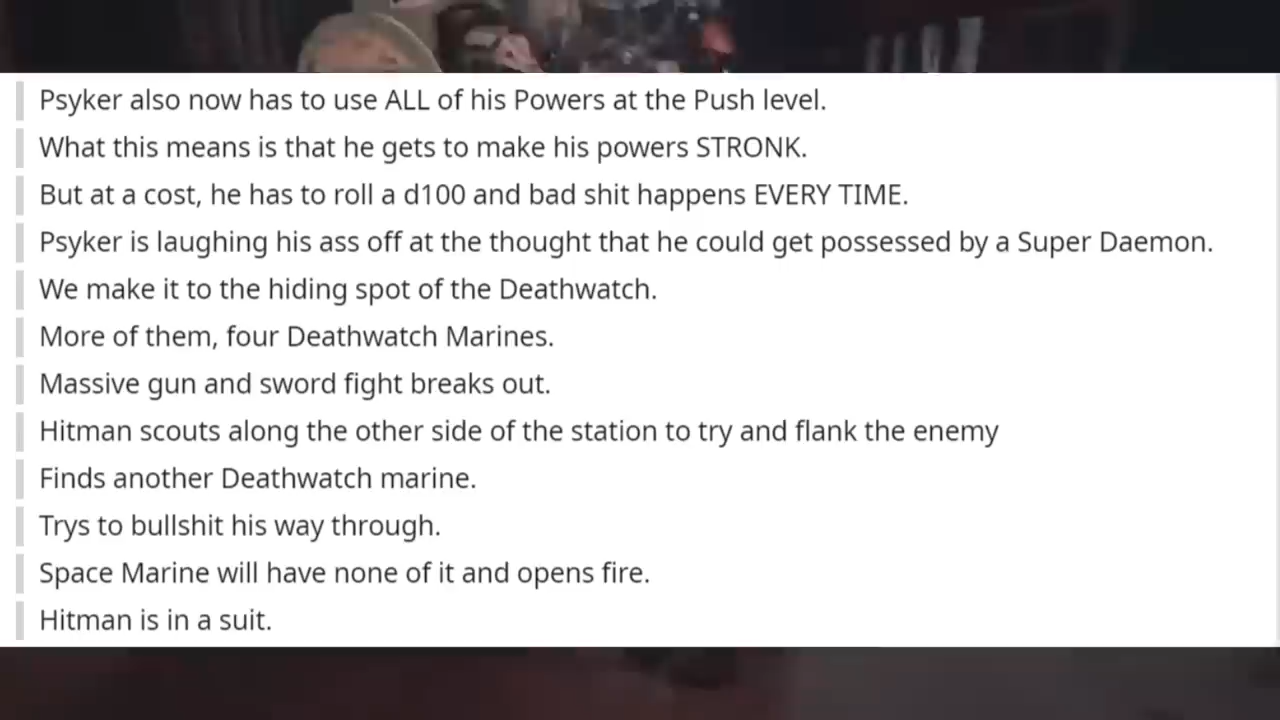 Psyker also now has to use ALL of his Powers at the Push level.
What this means is that he gets to make his powers STRONK.
But at a cost, he has to roll a d100 and bad shit happens EVERY TIME.
Psyker is laughing his ass off at the thought that he could get possessed by a Super Daemon.
We make it to the hiding spot of the Deathwatch.
More of them, four Deathwatch Marines.
Massive gun and sword fight breaks out.
Hitman scouts along the other side of the station to try and flank the enemy
Finds another Deathwatch marine.
Trys to bullshit his way through.
Space Marine will have none of it and opens fire.
Hitman is in a suit.